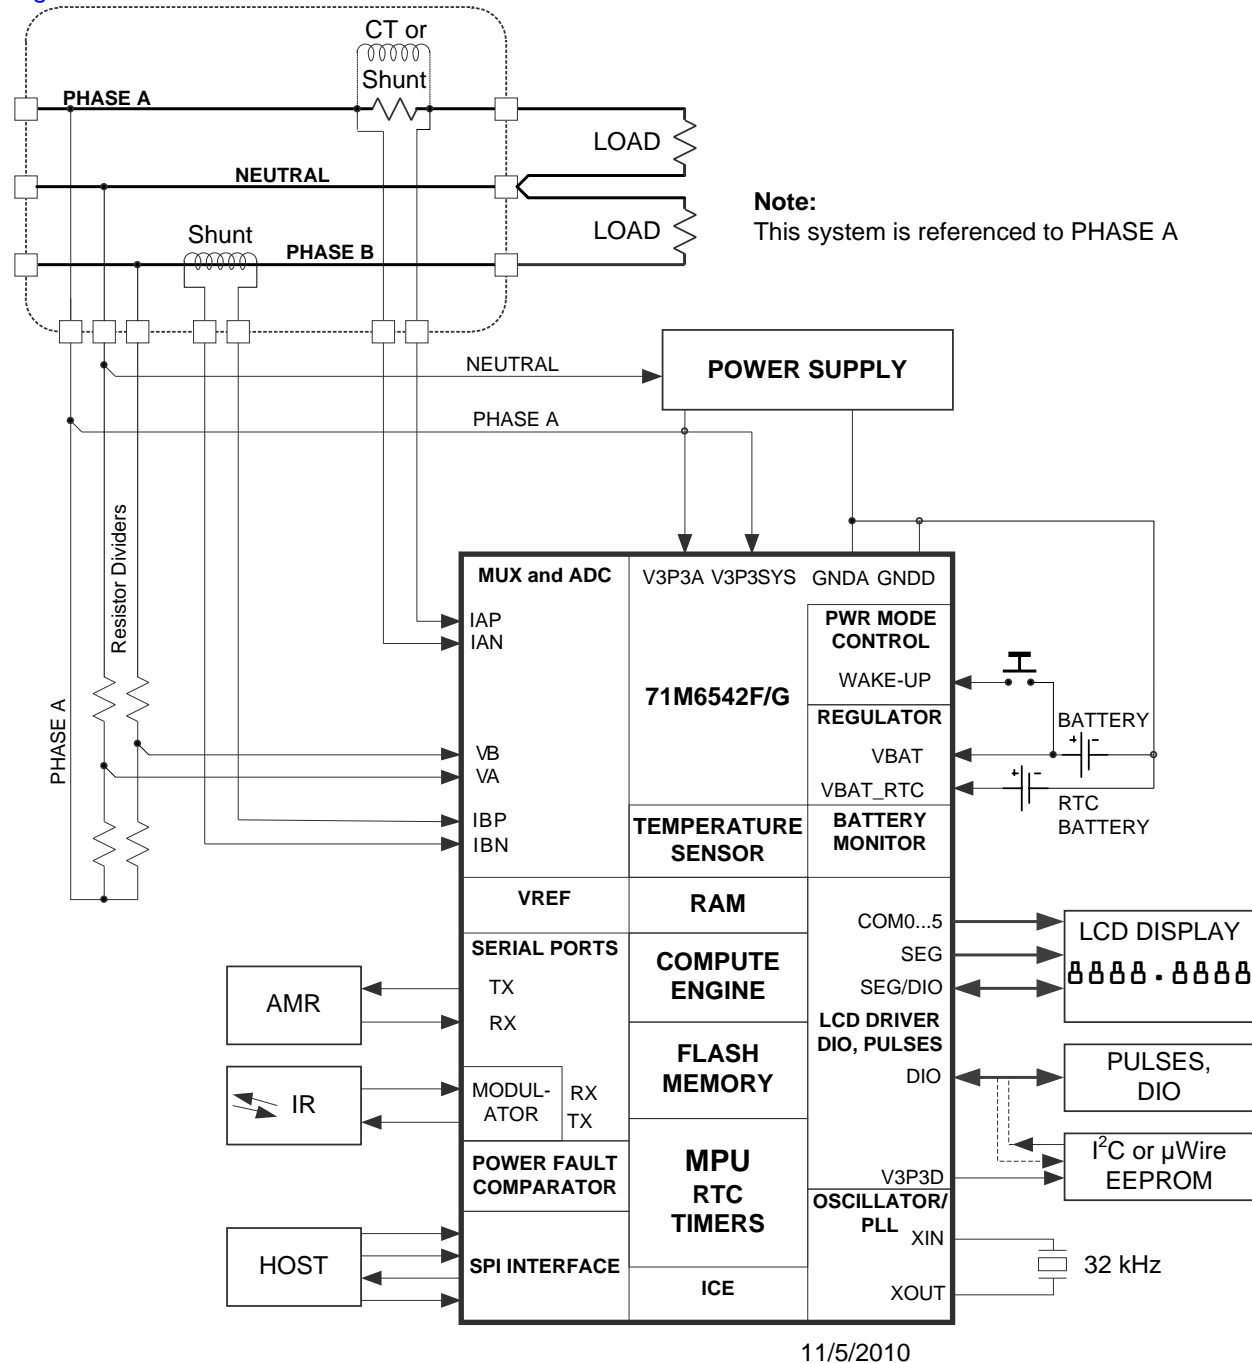 CT or
Shunt
PHASE A
LOAD
NEUTRAL
Note:
This system is referenced to PHASE A
Shunt
PHASE B
LOAD
NEUTRAL
POWER SUPPLY
PHASE A
Resistor Dividers
PHASE A
MUX and ADC
V3P3A V3P3SYS GNDA GNDD
IAP
IAN
PWR MODE
CONTROL
WAKE-UP
71M6542F/G
REGULATOR
BATTERY
VB
VA
VBAT
VBAT_RTC
RTC
BATTERY
IBP
IBN
TEMPERATURE
SENSOR
BATTERY
MONITOR
VREF
RAM
COM0...5
SEG
SEG/DIO
LCD DISPLAY
SERIAL PORTS
TX
RX
AMR
COMPUTE
ENGINE
LCD DRIVER
DIO, PULSES
DIO
PULSES,
DIO
FLASH
MEMORY
IR
MODUL-
ATOR
RX
TX
I²C or µWire
EEPROM
V3P3D
POWER FAULT
COMPARATOR
MPU
RTC
TIMERS
OSCILLATOR/
PLL
XIN
32 kHz
XOUT
HOST
SPI INTERFACE
ICE
11/5/2010